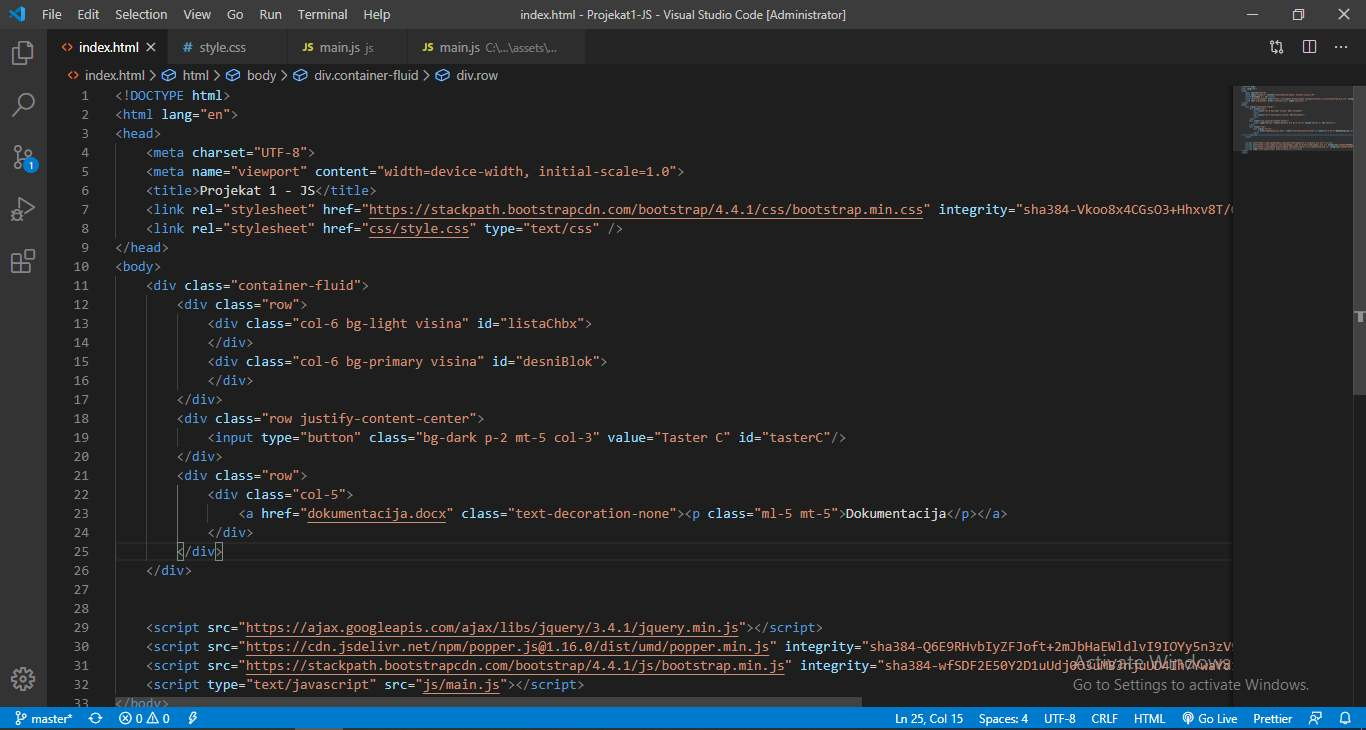 File Edit Selection View Go Run Terminal Help index.html - Projekat1-JS - Visual Studio Code [Administrator]
<> index.html × # style.css JS main.js js JS main.js C:\...\assets\...
<> index.html > html > body > div.container-fluid > div.row
1 <!DOCTYPE html>
2 <html lang="en">
3 <head>
4 <meta charset="UTF-8">
5 <meta name="viewport" content="width=device-width, initial-scale=1.0">
6 <title>Projekat 1 - JS</title>
7 <link rel="stylesheet" href="https://stackpath.bootstrapcdn.com/bootstrap/4.4.1/css/bootstrap.min.css" integrity="sha384-Vkoo8x4CGsO3+Hhxv8T/
8 <link rel="stylesheet" href="css/style.css" type="text/css" />
9 </head>
10 <body>
11 <div class="container-fluid">
12 <div class="row">
13 <div class="col-6 bg-light visina" id="listaChbx">
14 </div>
15 <div class="col-6 bg-primary visina" id="desniBlok">
16 </div>
17 </div>
18 <div class="row justify-content-center">
19 <input type="button" class="bg-dark p-2 mt-5 col-3" value="Taster C" id="tasterC"/>
20 </div>
21 <div class="row">
22 <div class="col-5">
23 <a href="dokumentacija.docx" class="text-decoration-none"><p class="ml-5 mt-5">Dokumentacija</p></a>
24 </div>
25 </div>
26 </div>
27
28
29 <script src="https://ajax.googleapis.com/ajax/libs/jquery/3.4.1/jquery.min.js"></script>
30 <script src="https://cdn.jsdelivr.net/npm/popper.js@1.16.0/dist/umd/popper.min.js" integrity="sha384-Q6E9RHvbIyZFJoft+2mJbHaEWldlvI9IOYy5n3zV
31 <script src="https://stackpath.bootstrapcdn.com/bootstrap/4.4.1/js/bootstrap.min.js" integrity="sha384-wfSDF2E50Y2D1uUdj0O3uMBJnjuUD4Ih7YwaYd
32 <script type="text/javascript" src="js/main.js"></script>
33 </body>
1
Activate Windows
Go to Settings to activate Windows.
master* 0 0 Ln 25, Col 15 Spaces: 4 UTF-8 CRLF HTML Go Live Prettier